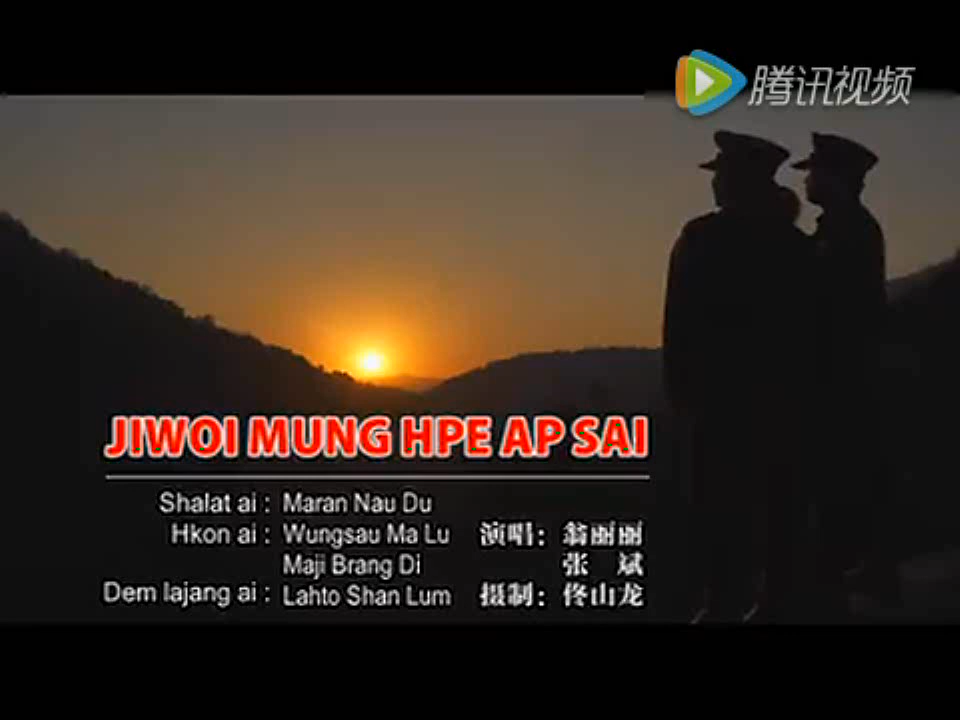 腾讯视频
JIWOI MUNG HPE AP SAI
Shalat ai : Maran Nau Du
Hkon ai : Wungsau Ma Lu 演唱：翁丽丽
Maji Brang Di 张 斌
Dem lajang ai : Lahto Shan Lum 摄制：佟山龙